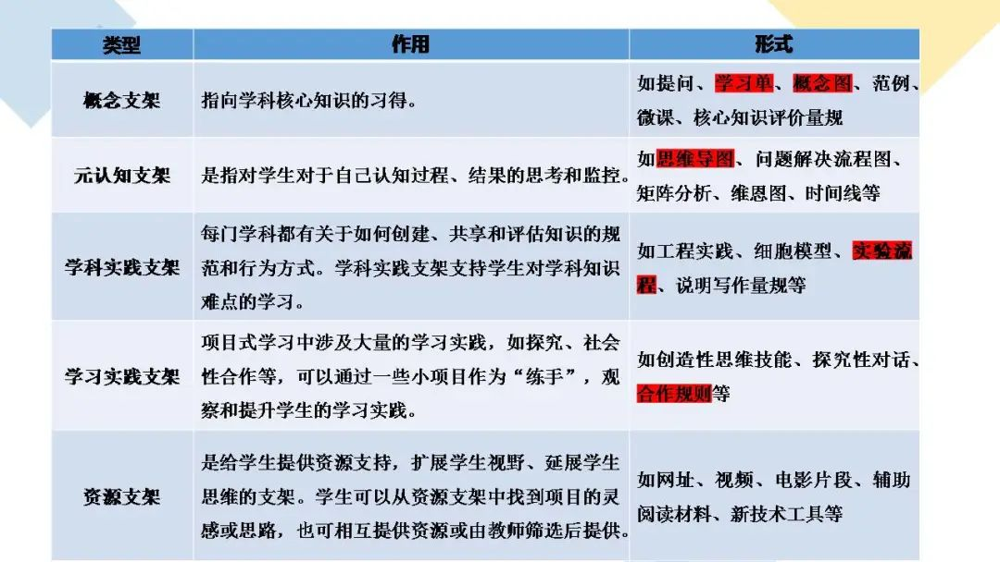 类型 作用 形式
概念支架
指向学科核心知识的习得。
如提问、学习单、概念图、范例、
微课、核心知识评价量规
元认知支架
是指对学生对于自己认知过程、结果的思考和监控。
如思维导图、问题解决流程图、
矩阵分析、维恩图、时间线等
学科实践支架
每门学科都有关于如何创建、共享和评估知识的规
范和行为方式。学科实践支架支持学生对学科知识
难点的学习。
如工程实践、细胞模型、实验流
程、说明写作量规等
学习实践支架
项目式学习中涉及大量的学习实践，如探究、社会
性合作等，可以通过一些小项目作为“练手”，观
察和提升学生的学习实践。
如创造性思维技能、探究性对话、
合作规则等
资源支架
是给学生提供资源支持，扩展学生视野、延展学生
思维的支架。学生可以从资源支架中找到项目的灵
感或思路，也可相互提供资源或由教师筛选后提供。
如网址、视频、电影片段、辅助
阅读材料、新技术工具等